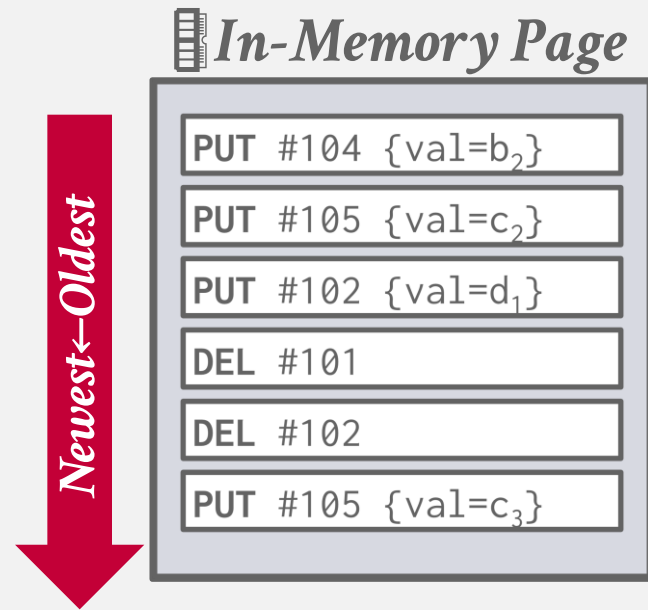 In-Memory Page
Newest←Oldest
PUT #104 {val=b₂}
PUT #105 {val=c₂}
PUT #102 {val=d₁}
DEL #101
DEL #102
PUT #105 {val=c₃}